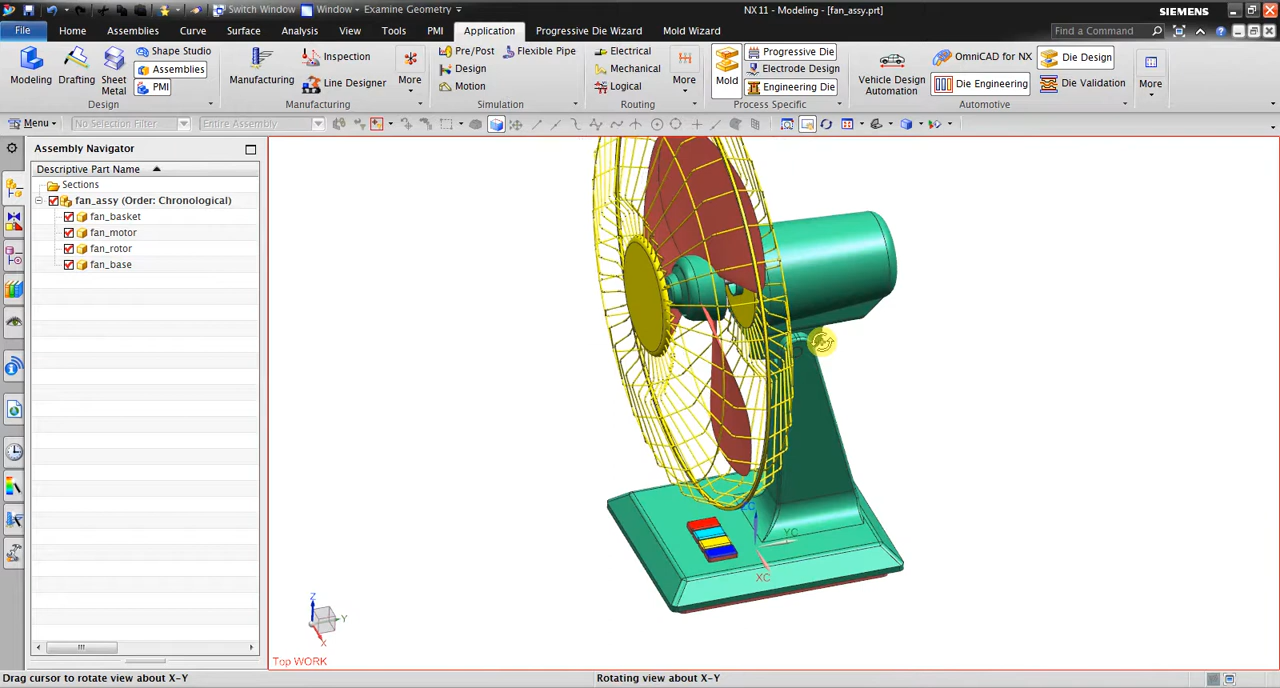 Switch Window Window Examine Geometry NX 11 - Modeling - [fan_assy.prt] SIEMENS
File Home Assemblies Curve Surface Analysis View Tools PMI Application Progressive Die Wizard Mold Wizard Find a Command
Modeling Drafting Sheet Metal Shape Studio Assemblies PMI Design
Manufacturing Inspection Line Designer More Manufacturing
Pre/Post Flexible Pipe Design Motion Simulation
Electrical Mechanical Logical More Routing
Mold Progressive Die Electrode Design Engineering Die Process Specific
Vehicle Design Automation OmniCAD for NX Die Design Die Engineering Die Validation Automotive
More
Menu No Selection Filter Entire Assembly
Assembly Navigator
Descriptive Part Name
Sections
fan_assy (Order: Chronological)
fan_basket
fan_motor
fan_rotor
fan_base
ZC
YC
XC
Z
Y
X
Top WORK
Drag cursor to rotate view about X-Y Rotating view about X-Y